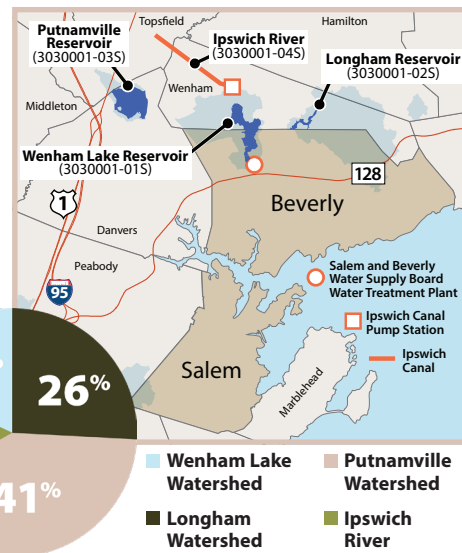 Topsfield
Hamilton
Putnamville
Reservoir
(3030001-03S)
Ipswich River
(3030001-04S)
Longham Reservoir
(3030001-02S)
Middleton
Wenham
Wenham Lake Reservoir
(3030001-01S)
128
1
Beverly
Danvers
Peabody
95
Salem and Beverly
Water Supply Board
Water Treatment Plant
Ipswich Canal
Pump Station
Ipswich
Canal
Salem
Marblehead
%
26%
41%
Wenham Lake
Watershed
Putnamville
Watershed
Longham
Watershed
Ipswich
River